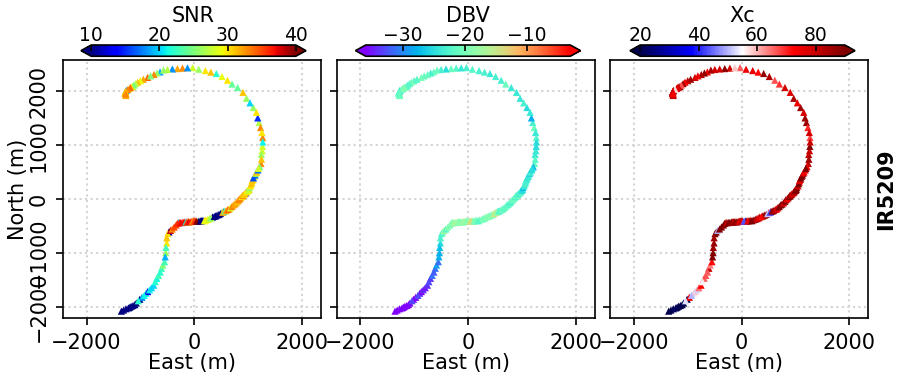 SNR DBV Xc
10 20 30 40 −30 −20 −10 20 40 60 80
North (m)
2000
1000
0
−1000
−2000
−2000 0 2000 −2000 0 2000 −2000 0 2000
East (m) East (m) East (m)
IR5209